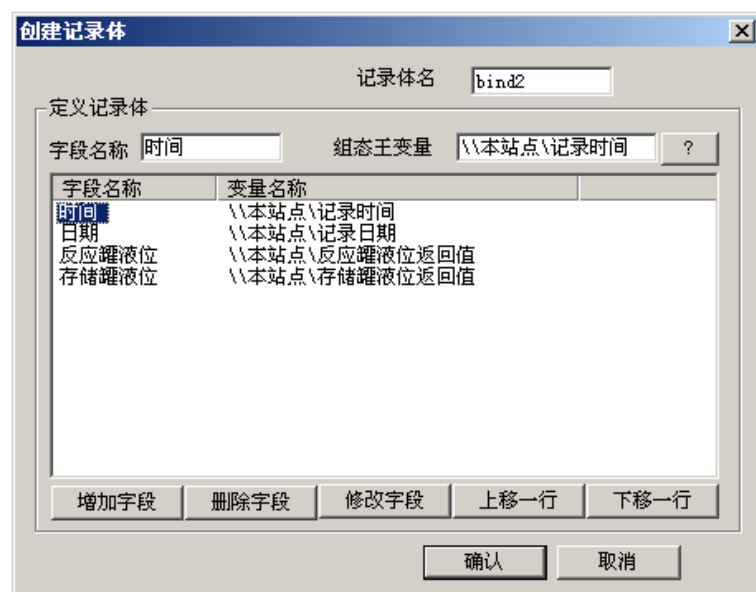 创建记录体
记录体名 bind2
定义记录体
字段名称 时间 组态王变量 \\本站点\记录时间 ?
字段名称 变量名称
时间 \\本站点\记录时间
日期 \\本站点\记录日期
反应罐液位 \\本站点\反应罐液位返回值
存储罐液位 \\本站点\存储罐液位返回值
增加字段 删除字段 修改字段 上移一行 下移一行
确认 取消